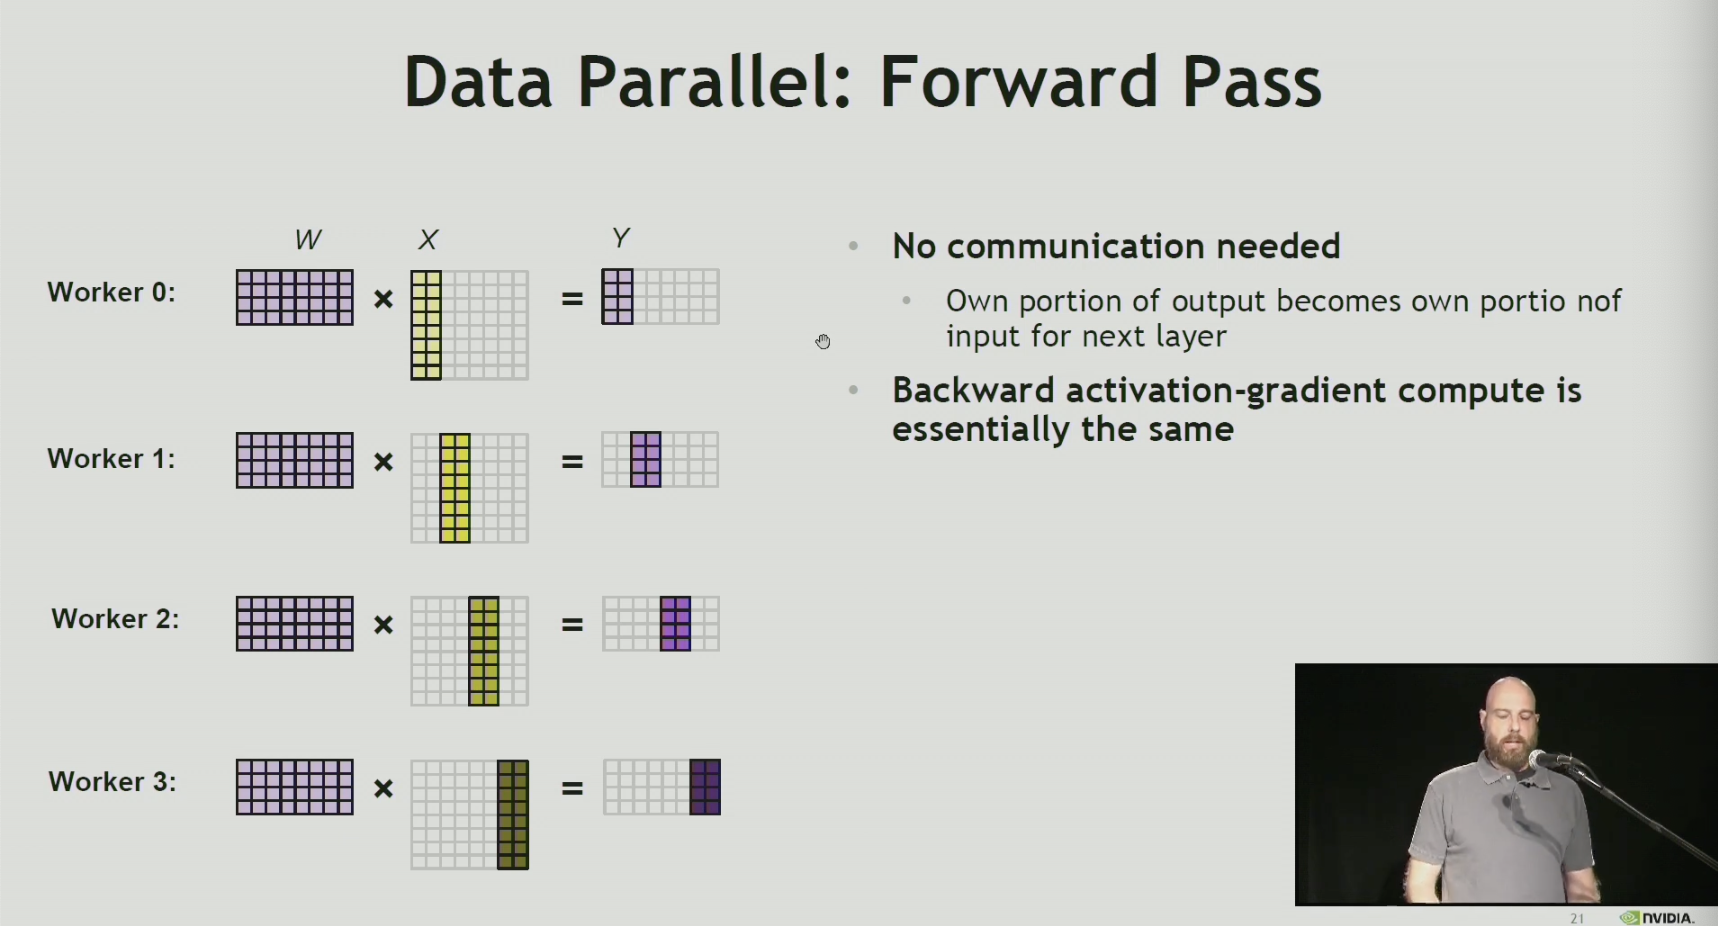 Data Parallel: Forward Pass
W X Y
Worker 0: × =
Worker 1: × =
Worker 2: × =
Worker 3: × =
No communication needed
Own portion of output becomes own portio nof
input for next layer
Backward activation-gradient compute is
essentially the same
21 NVIDIA.